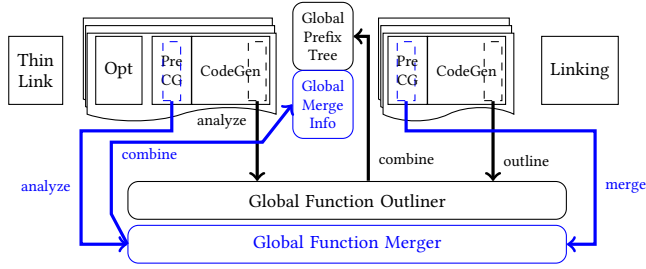 Thin
Link
Opt
Pre
CG
CodeGen
Global
Prefix
Tree
Global
Merge
Info
Pre
CG
CodeGen
Linking
analyze
combine
combine
outline
analyze
merge
Global Function Outliner
Global Function Merger